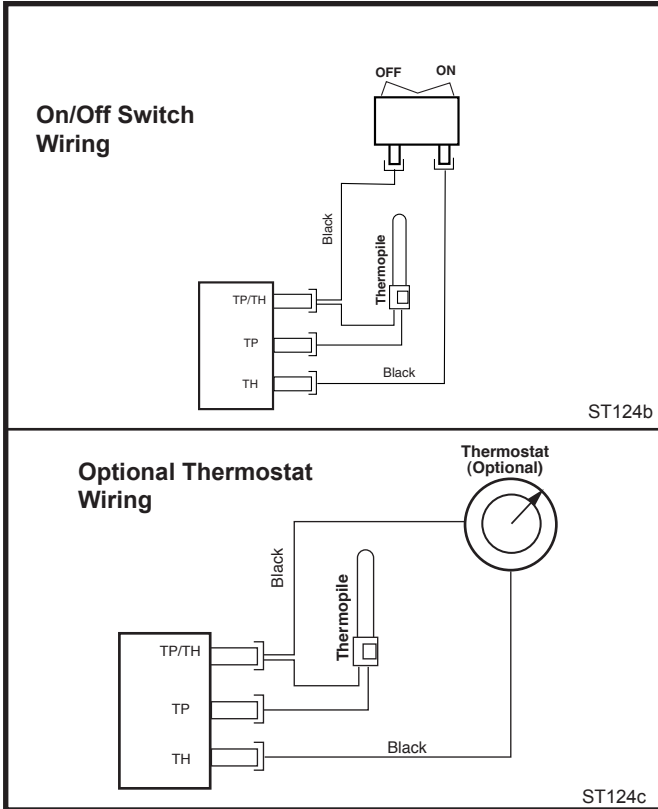 On/Off Switch
Wiring
OFF
ON
Black
Thermopile
TP/TH
TP
TH
Black
ST124b
Optional Thermostat
Wiring
Thermostat
(Optional)
Black
Thermopile
TP/TH
TP
TH
Black
ST124c